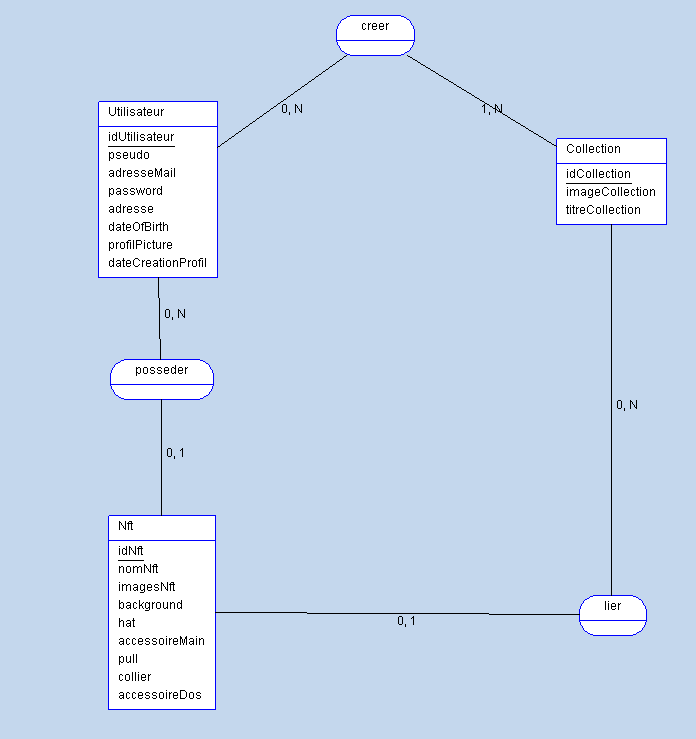 creer
0, N
1, N
Utilisateur
idUtilisateur
pseudo
adresseMail
password
adresse
dateOfBirth
profilPicture
dateCreationProfil
Collection
idCollection
imageCollection
titreCollection
0, N
posseder
0, N
0, 1
Nft
idNft
nomNft
imagesNft
background
hat
accessoireMain
pull
collier
accessoireDos
0, 1
lier